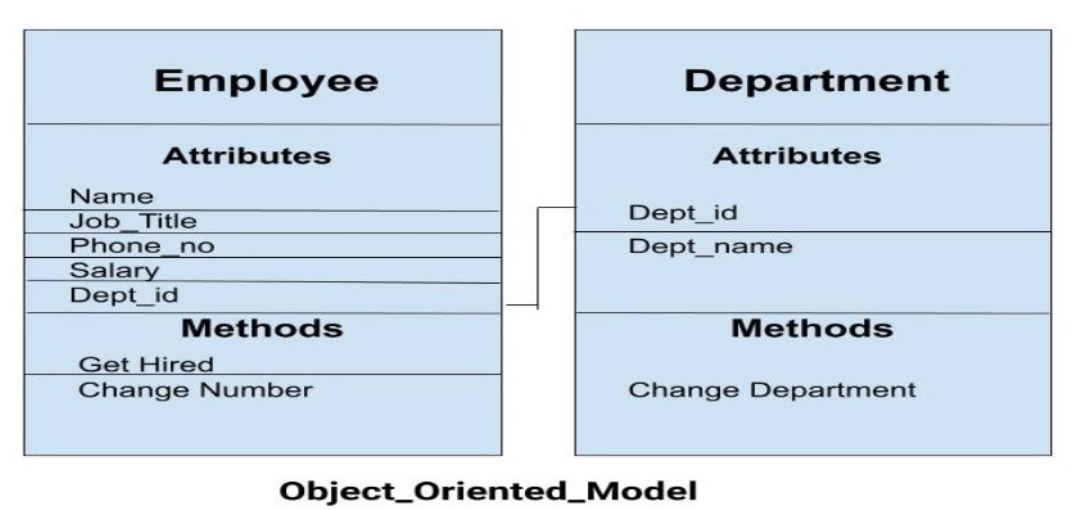 Employee
Attributes
Name
Job_Title
Phone_no
Salary
Dept_id
Methods
Get Hired
Change Number
Department
Attributes
Dept_id
Dept_name
Methods
Change Department
Object_Oriented_Model